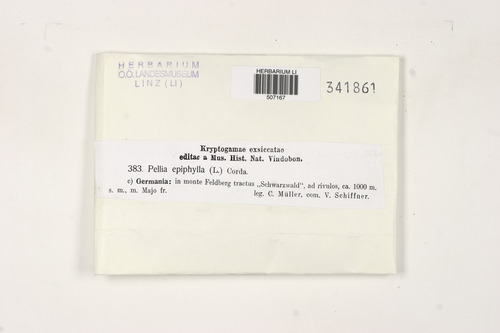 HERBARIUM
O.Ö. LANDESMUSEUM
LINZ (LI)
HERBARIUM LI
507167
341861
Kryptogamae exsiccatae
editae a Mus. Hist. Nat. Vindobon.
383. Pellia epiphylla (L.) Corda.
c) Germania: in monte Feldberg tractus „Schwarzwald", ad rivulos, ca. 1000 m.
s. m., m. Majo fr. leg. C. Müller, com. V. Schiffner.